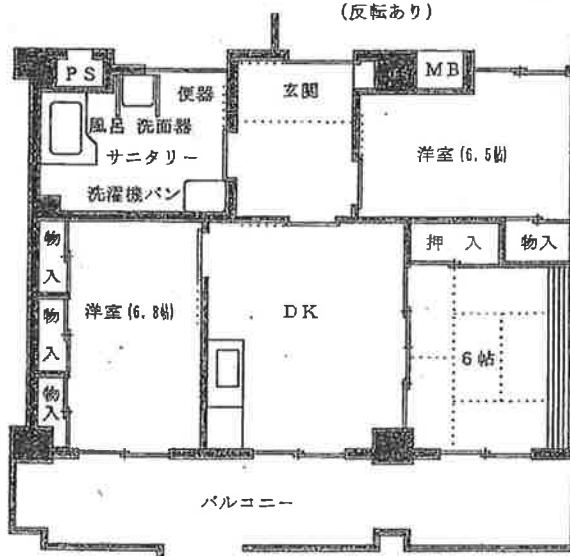 (反転あり)
PS
便器
玄関
MB
風呂 洗面器
サニタリー
洋室(6.5帖)
洗濯機パン
押 入
物入
物入
洋室(6.8帖)
DK
物入
6帖
物入
バルコニー